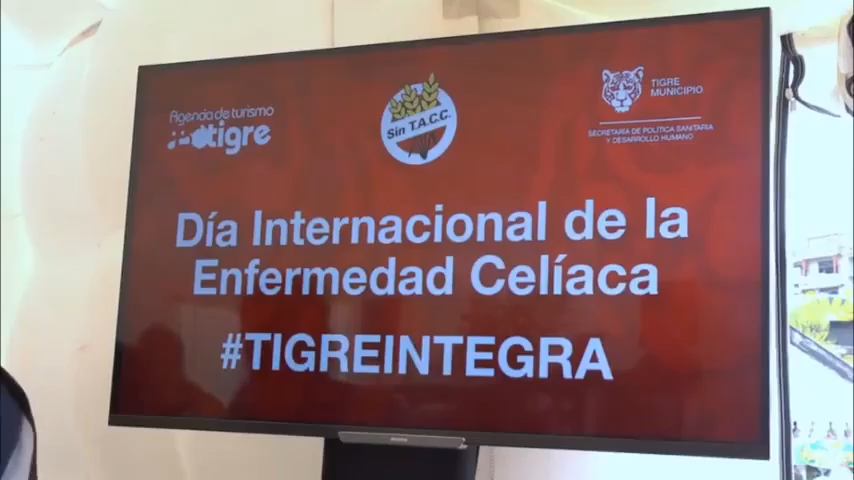 Agencia de turismo
tigre
Sin T.A.C.C.
TIGRE
MUNICIPIO
SECRETARÍA DE POLÍTICA SANITARIA
Y DESARROLLO HUMANO
Día Internacional de la
Enfermedad Celíaca
#TIGREINTEGRA